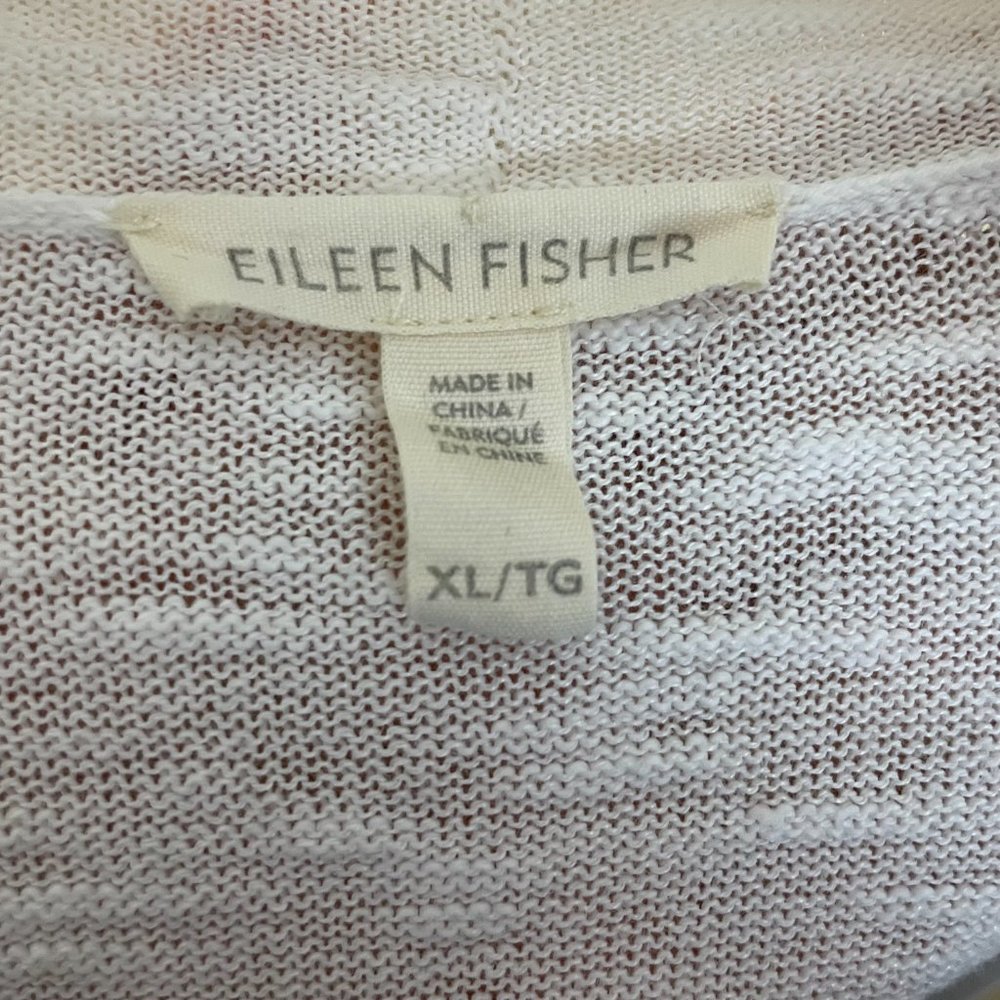 EILEEN FISHER
MADE IN
CHINA /
FABRIQUÉ
EN CHINE
XL/TG